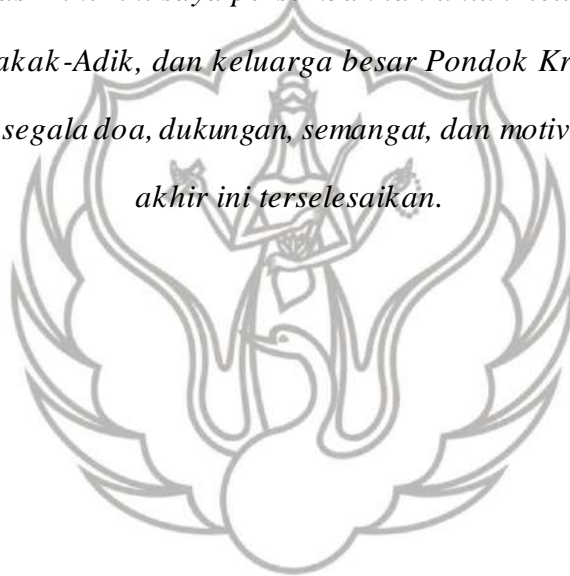 akak-Adik, dan keluarga besar Pondok Kr
segala doa, dukungan, semangat, dan motiv
akhir ini terselesaikan.